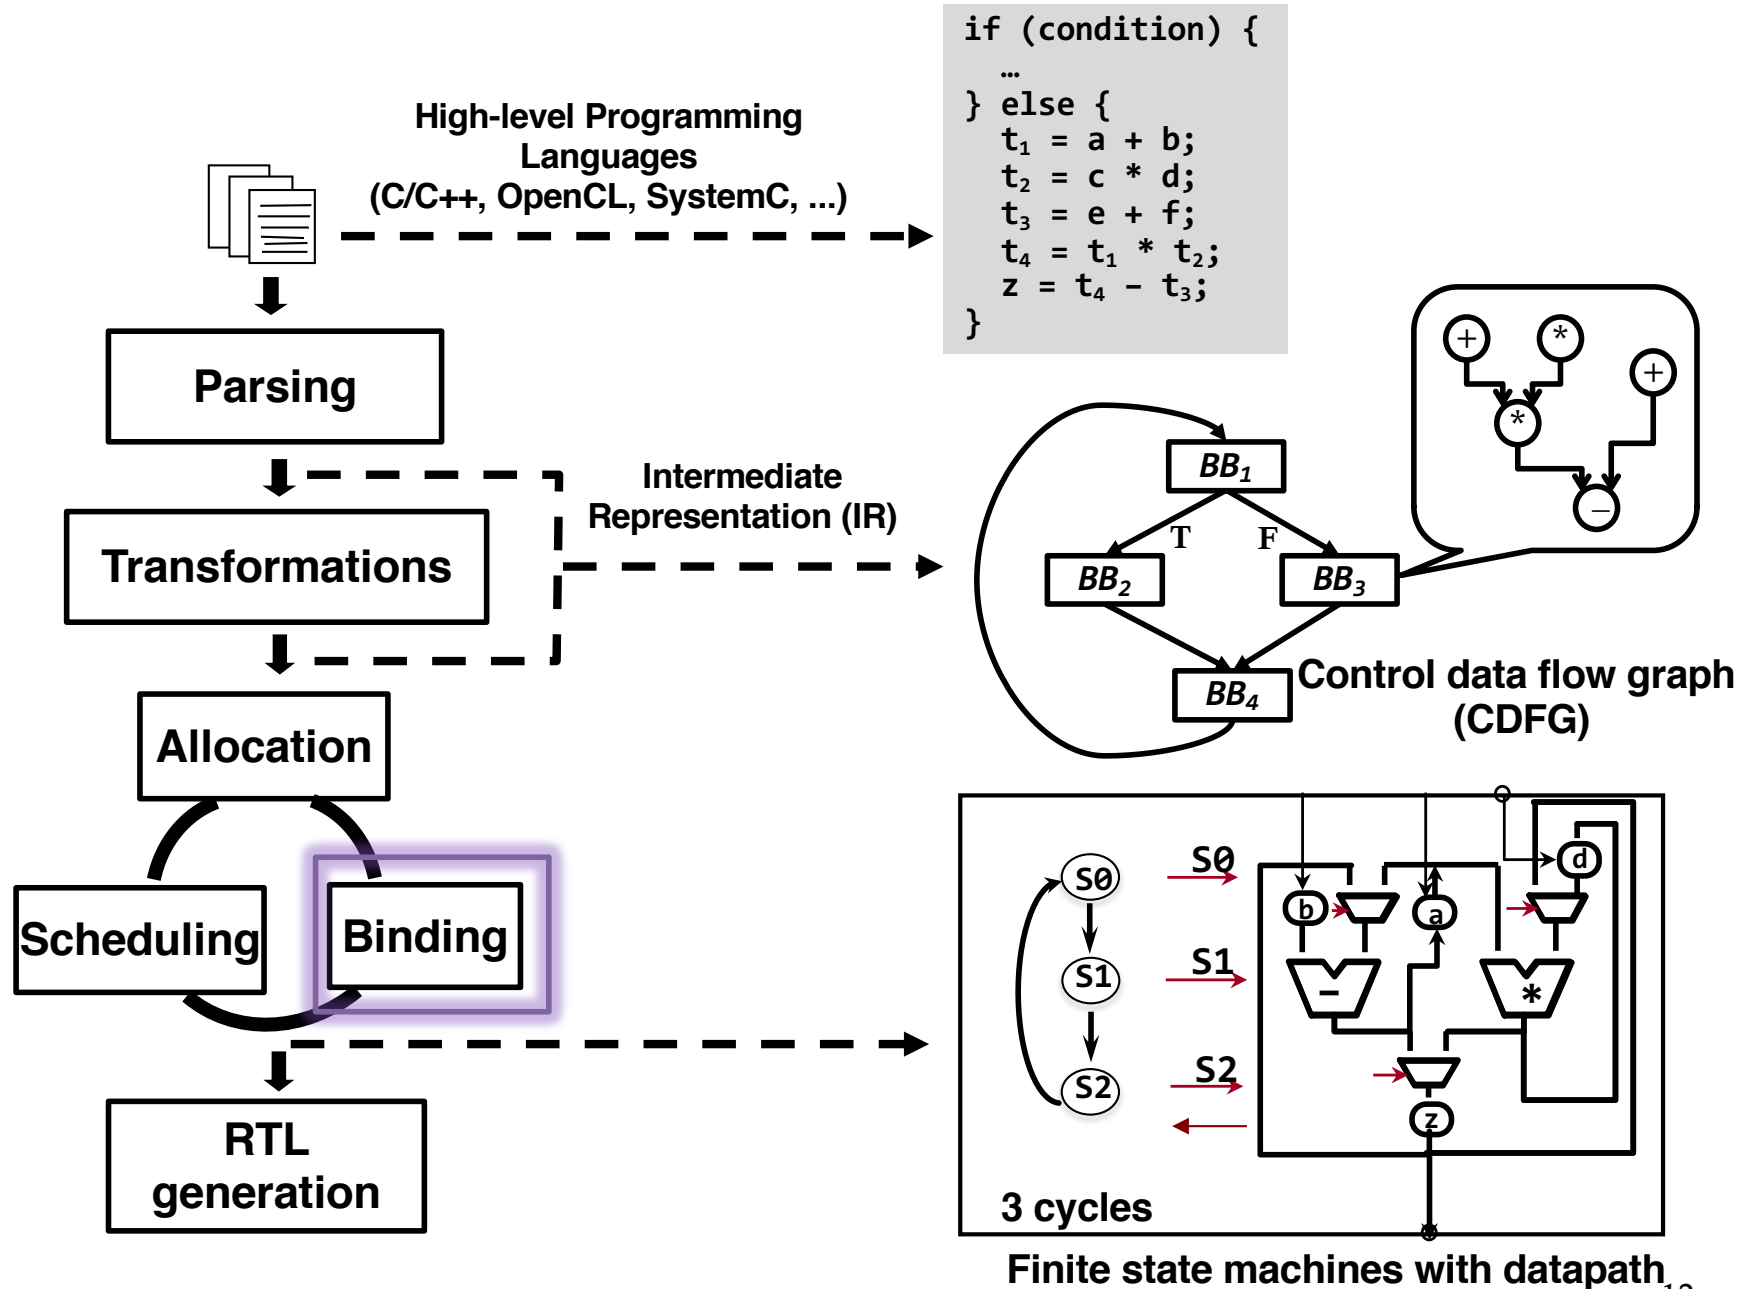 High-level Programming
Languages
(C/C++, OpenCL, SystemC, ...)
if (condition) {
…
} else {
t₁ = a + b;
t₂ = c * d;
t₃ = e + f;
t₄ = t₁ * t₂;
z = t₄ − t₃;
}
Parsing
Intermediate
Representation (IR)
Transformations
+
*
+
*
−
BB₁
T
F
BB₂
BB₃
BB₄
Control data flow graph
(CDFG)
Allocation
Scheduling
Binding
RTL
generation
S0
S1
S2
S0
S1
S2
b
a
d
−
*
z
3 cycles
Finite state machines with datapath